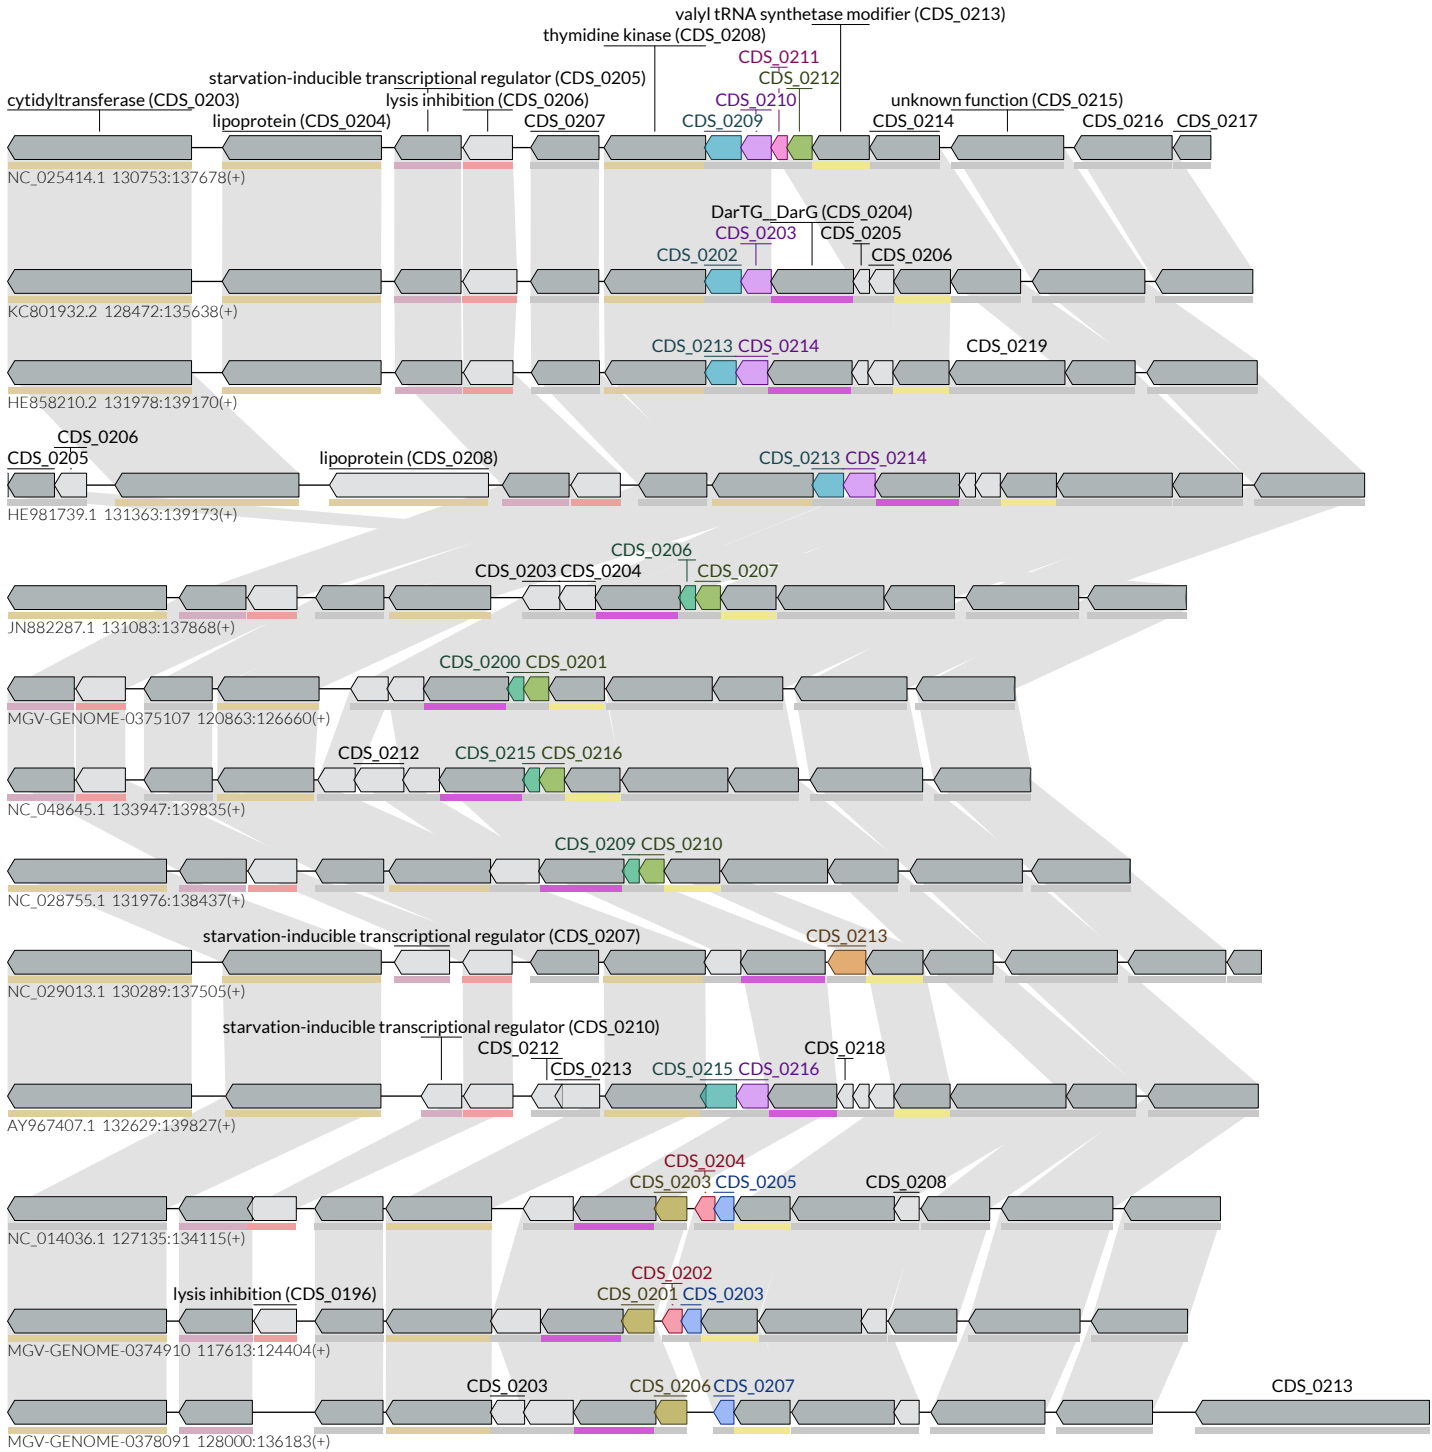 valyl tRNA synthetase modifier (CDS_0213)
thymidine kinase (CDS_0208)
CDS_0211
starvation-inducible transcriptional regulator (CDS_0205)
CDS_0212
cytidyltransferase (CDS_0203)
lysis inhibition (CDS_0206)
CDS_0210
unknown function (CDS_0215)
lipoprotein (CDS_0204)
CDS_0207
CDS_0209
CDS_0214
CDS_0216
CDS_0217
NC_025414.1 130753:137678(+)
DarTG__DarG (CDS_0204)
CDS_0203
CDS_0205
CDS_0202
CDS_0206
KC801932.2 128472:135638(+)
CDS_0213 CDS_0214
CDS_0219
HE858210.2 131978:139170(+)
CDS_0206
CDS_0205
lipoprotein (CDS_0208)
CDS_0213 CDS_0214
HE981739.1 131363:139173(+)
CDS_0206
CDS_0203 CDS_0204
CDS_0207
JN882287.1 131083:137868(+)
CDS_0200 CDS_0201
MGV-GENOME-0375107 120863:126660(+)
CDS_0212
CDS_0215 CDS_0216
NC_048645.1 133947:139835(+)
CDS_0209 CDS_0210
NC_028755.1 131976:138437(+)
starvation-inducible transcriptional regulator (CDS_0207)
CDS_0213
NC_029013.1 130289:137505(+)
starvation-inducible transcriptional regulator (CDS_0210)
CDS_0212
CDS_0218
CDS_0213
CDS_0215 CDS_0216
AY967407.1 132629:139827(+)
CDS_0204
CDS_0203 CDS_0205
CDS_0208
NC_014036.1 127135:134115(+)
CDS_0202
lysis inhibition (CDS_0196)
CDS_0201 CDS_0203
MGV-GENOME-0374910 117613:124404(+)
CDS_0203
CDS_0206 CDS_0207
CDS_0213
MGV-GENOME-0378091 128000:136183(+)